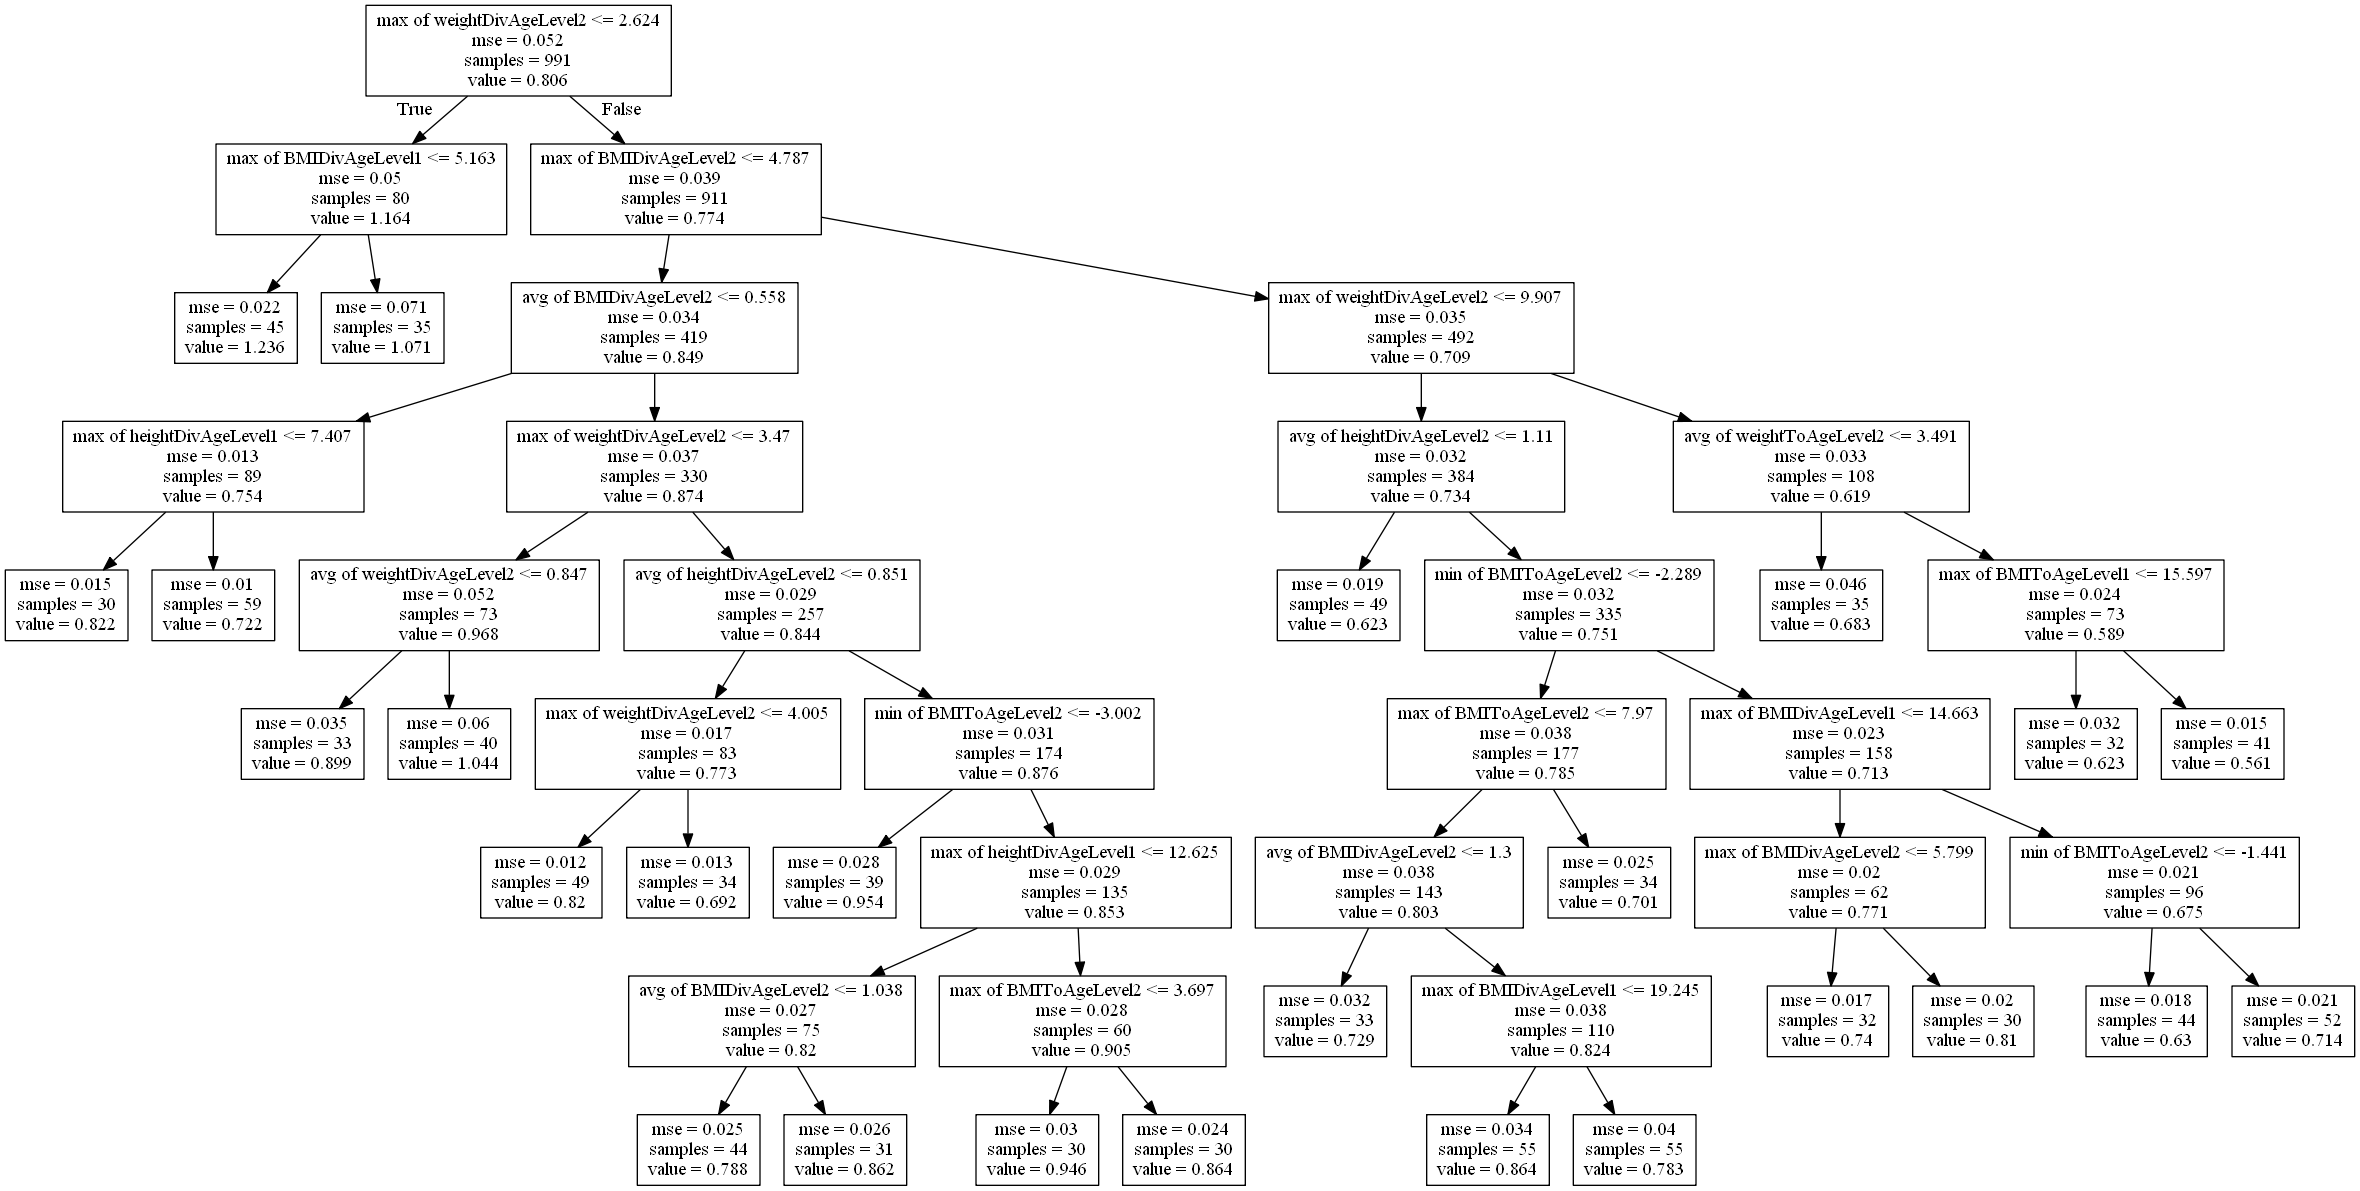 max of weightDivAgeLevel2 <= 2.624
mse = 0.052
samples = 991
value = 0.806
True
False
max of BMIDivAgeLevel1 <= 5.163
mse = 0.05
samples = 80
value = 1.164
max of BMIDivAgeLevel2 <= 4.787
mse = 0.039
samples = 911
value = 0.774
mse = 0.022
samples = 45
value = 1.236
mse = 0.071
samples = 35
value = 1.071
avg of BMIDivAgeLevel2 <= 0.558
mse = 0.034
samples = 419
value = 0.849
max of weightDivAgeLevel2 <= 9.907
mse = 0.035
samples = 492
value = 0.709
max of heightDivAgeLevel1 <= 7.407
mse = 0.013
samples = 89
value = 0.754
max of weightDivAgeLevel2 <= 3.47
mse = 0.037
samples = 330
value = 0.874
avg of heightDivAgeLevel2 <= 1.11
mse = 0.032
samples = 384
value = 0.734
avg of weightToAgeLevel2 <= 3.491
mse = 0.033
samples = 108
value = 0.619
mse = 0.015
samples = 30
value = 0.822
mse = 0.01
samples = 59
value = 0.722
avg of weightDivAgeLevel2 <= 0.847
mse = 0.052
samples = 73
value = 0.968
avg of heightDivAgeLevel2 <= 0.851
mse = 0.029
samples = 257
value = 0.844
mse = 0.019
samples = 49
value = 0.623
min of BMIToAgeLevel2 <= -2.289
mse = 0.032
samples = 335
value = 0.751
mse = 0.046
samples = 35
value = 0.683
max of BMIToAgeLevel1 <= 15.597
mse = 0.024
samples = 73
value = 0.589
mse = 0.035
samples = 33
value = 0.899
mse = 0.06
samples = 40
value = 1.044
max of weightDivAgeLevel2 <= 4.005
mse = 0.017
samples = 83
value = 0.773
min of BMIToAgeLevel2 <= -3.002
mse = 0.031
samples = 174
value = 0.876
max of BMIToAgeLevel2 <= 7.97
mse = 0.038
samples = 177
value = 0.785
max of BMIDivAgeLevel1 <= 14.663
mse = 0.023
samples = 158
value = 0.713
mse = 0.032
samples = 32
value = 0.623
mse = 0.015
samples = 41
value = 0.561
mse = 0.012
samples = 49
value = 0.82
mse = 0.013
samples = 34
value = 0.692
mse = 0.028
samples = 39
value = 0.954
max of heightDivAgeLevel1 <= 12.625
mse = 0.029
samples = 135
value = 0.853
avg of BMIDivAgeLevel2 <= 1.3
mse = 0.038
samples = 143
value = 0.803
mse = 0.025
samples = 34
value = 0.701
max of BMIDivAgeLevel2 <= 5.799
mse = 0.02
samples = 62
value = 0.771
min of BMIToAgeLevel2 <= -1.441
mse = 0.021
samples = 96
value = 0.675
avg of BMIDivAgeLevel2 <= 1.038
mse = 0.027
samples = 75
value = 0.82
max of BMIToAgeLevel2 <= 3.697
mse = 0.028
samples = 60
value = 0.905
mse = 0.032
samples = 33
value = 0.729
max of BMIDivAgeLevel1 <= 19.245
mse = 0.038
samples = 110
value = 0.824
mse = 0.017
samples = 32
value = 0.74
mse = 0.02
samples = 30
value = 0.81
mse = 0.018
samples = 44
value = 0.63
mse = 0.021
samples = 52
value = 0.714
mse = 0.025
samples = 44
value = 0.788
mse = 0.026
samples = 31
value = 0.862
mse = 0.03
samples = 30
value = 0.946
mse = 0.024
samples = 30
value = 0.864
mse = 0.034
samples = 55
value = 0.864
mse = 0.04
samples = 55
value = 0.783